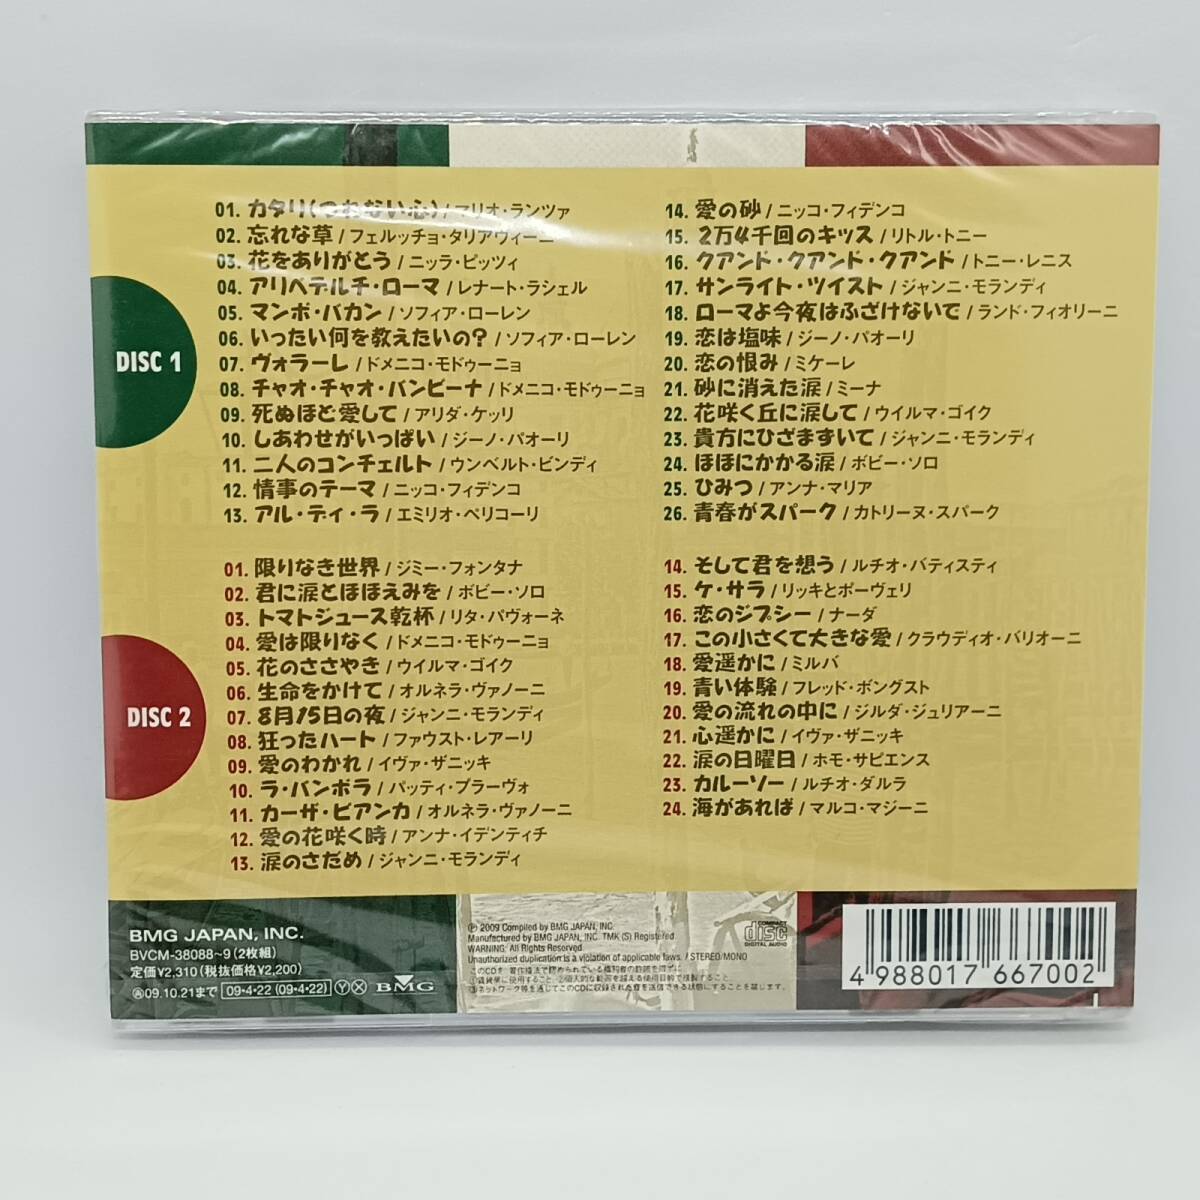 DISC 1
01. カタリ(つれない心) / マリオ・ランツァ
02. 忘れな草 / フェルッチョ・タリアヴィーニ
03. 花をありがとう / ニッラ・ピッツィ
04. アリベデルチ・ローマ / レナート・ラシェル
05. マンボ・バカン / ソフィア・ローレン
06. いったい何を教えたいの? / ソフィア・ローレン
07. ヴォラーレ / ドメニコ・モドゥーニョ
08. チャオ・チャオ・バンビーナ / ドメニコ・モドゥーニョ
09. 死ぬほど愛して / アリダ・ケッリ
10. しあわせがいっぱい / ジーノ・パオーリ
11. 二人のコンチェルト / ウンベルト・ビンディ
12. 情事のテーマ / ニッコ・フィデンコ
13. アル・ディ・ラ / エミリオ・ペリコーリ
14. 愛の砂 / ニッコ・フィデンコ
15. 2万4千回のキッス / リトル・トニー
16. クアンド・クアンド・クアンド / トニー・レニス
17. サンライト・ツイスト / ジャンニ・モランディ
18. ローマよ今夜はふざけないで / ランド・フィオリーニ
19. 恋は塩味 / ジーノ・パオーリ
20. 恋の恨み / ミケーレ
21. 砂に消えた涙 / ミーナ
22. 花咲く丘に涙して / ウイルマ・ゴイク
23. 貴方にひざまずいて / ジャンニ・モランディ
24. ほほにかかる涙 / ボビー・ソロ
25. ひみつ / アンナ・マリア
26. 青春がスパーク / カトリーヌ・スパーク
DISC 2
01. 限りなき世界 / ジミー・フォンタナ
02. 君に涙とほほえみを / ボビー・ソロ
03. トマトジュース乾杯 / リタ・パヴォーネ
04. 愛は限りなく / ドメニコ・モドゥーニョ
05. 花のささやき / ウイルマ・ゴイク
06. 生命をかけて / オルネラ・ヴァノーニ
07. 8月15日の夜 / ジャンニ・モランディ
08. 狂ったハート / ファウスト・レアーリ
09. 愛のわかれ / イヴァ・ザニッキ
10. ラ・バンボラ / パッティ・プラーヴォ
11. カーザ・ビアンカ / オルネラ・ヴァノーニ
12. 愛の花咲く時 / アンナ・イデンティチ
13. 涙のさだめ / ジャンニ・モランディ
14. そして君を想う / ルチオ・バティスティ
15. ケ・サラ / リッキとポーヴェリ
16. 恋のジプシー / ナーダ
17. この小さくて大きな愛 / クラウディオ・バリオーニ
18. 愛遥かに / ミルバ
19. 青い体験 / フレッド・ボングスト
20. 愛の流れの中に / ジルダ・ジュリアーニ
21. 心遥かに / イヴァ・ザニッキ
22. 涙の日曜日 / ホモ・サピエンス
23. カルーソー / ルチオ・ダルラ
24. 海があれば / マルコ・マジーニ
BMG JAPAN, INC.
BVCM-38088~9 (2枚組)
定価¥2,310(税抜価格¥2,200)
09.10.21まで 09・4・22 (09・4・22) Y X BMG
Ⓟ 2009 Compiled by BMG JAPAN, INC.
Manufactured by BMG JAPAN, INC. TMK (S) Registered.
WARNING: All Rights Reserved.
Unauthorized duplication is a violation of applicable laws. / STEREO/MONO
COMPACT disc DIGITAL AUDIO
4 988017 667002